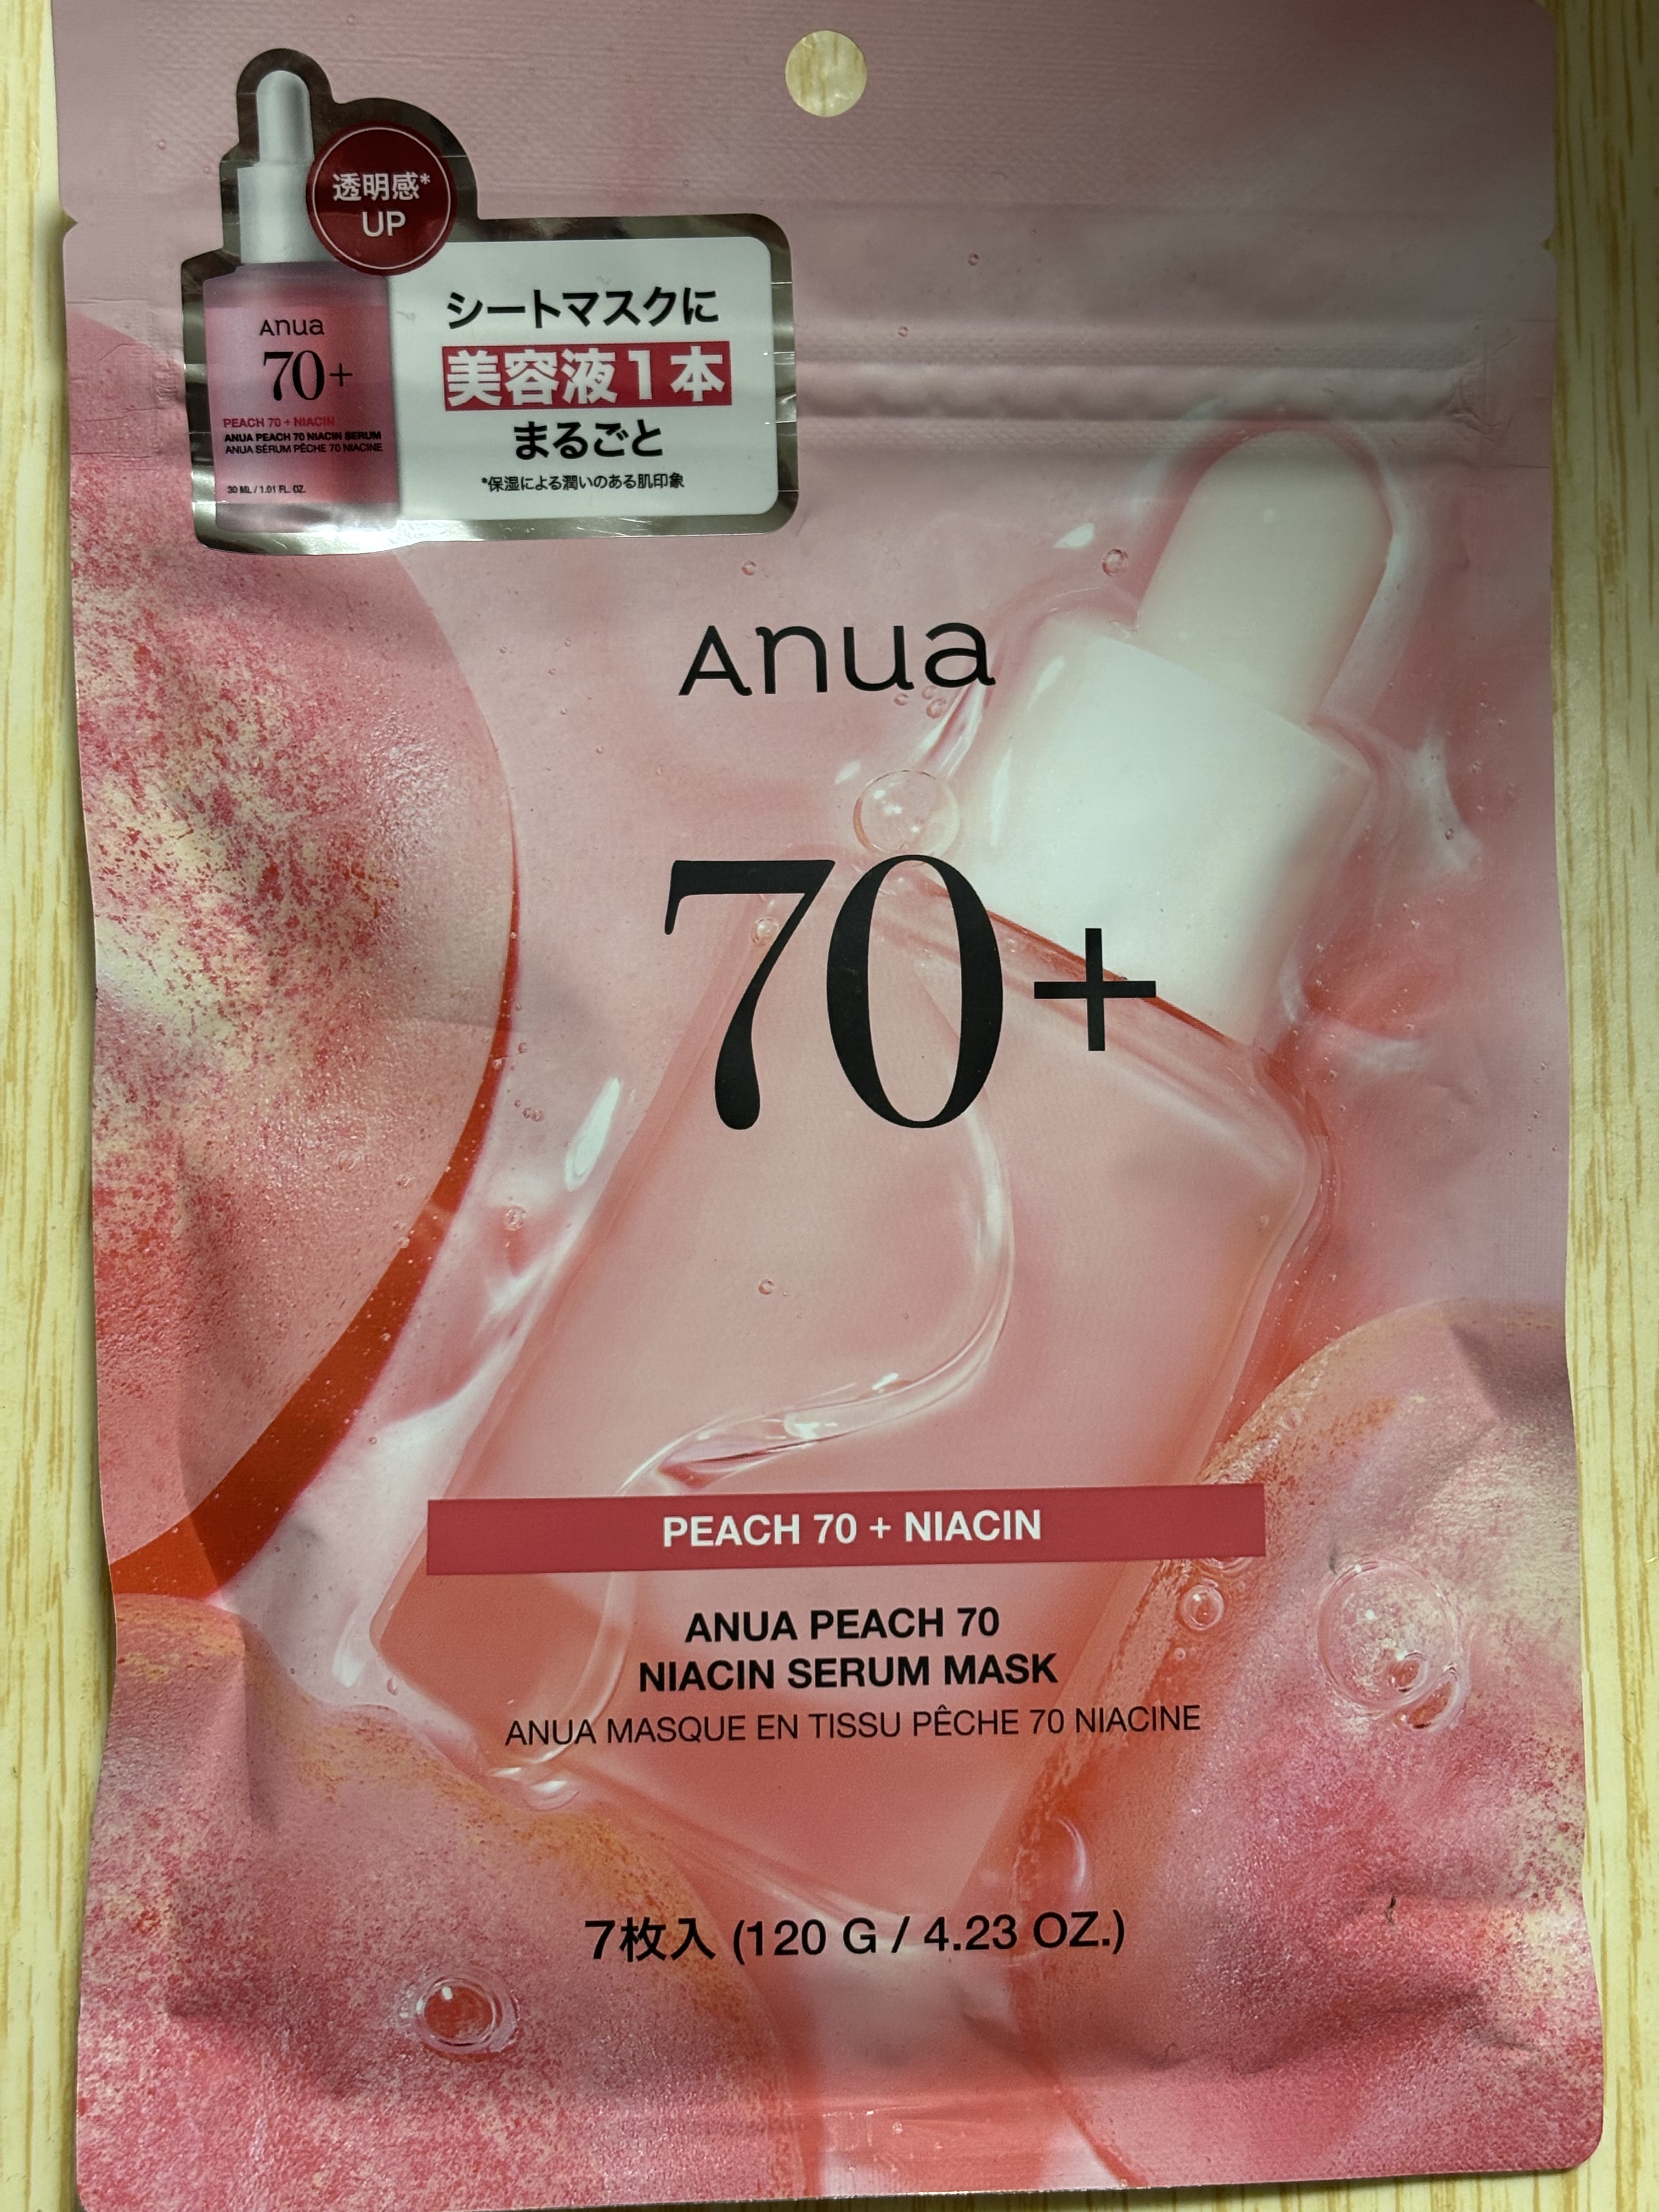 透明感*
UP
Anua
70+
PEACH 70 + NIACIN
ANUA PEACH 70 NIACIN SERUM
ANUA SÉRUM PÊCHE 70 NIACINE
30 ML / 1.01 FL. OZ.
シートマスクに
美容液1本
まるごと
*保湿による潤いのある肌印象
Anua
70+
PEACH 70 + NIACIN
ANUA PEACH 70
NIACIN SERUM MASK
ANUA MASQUE EN TISSU PÊCHE 70 NIACINE
7枚入 (120 G / 4.23 OZ.)